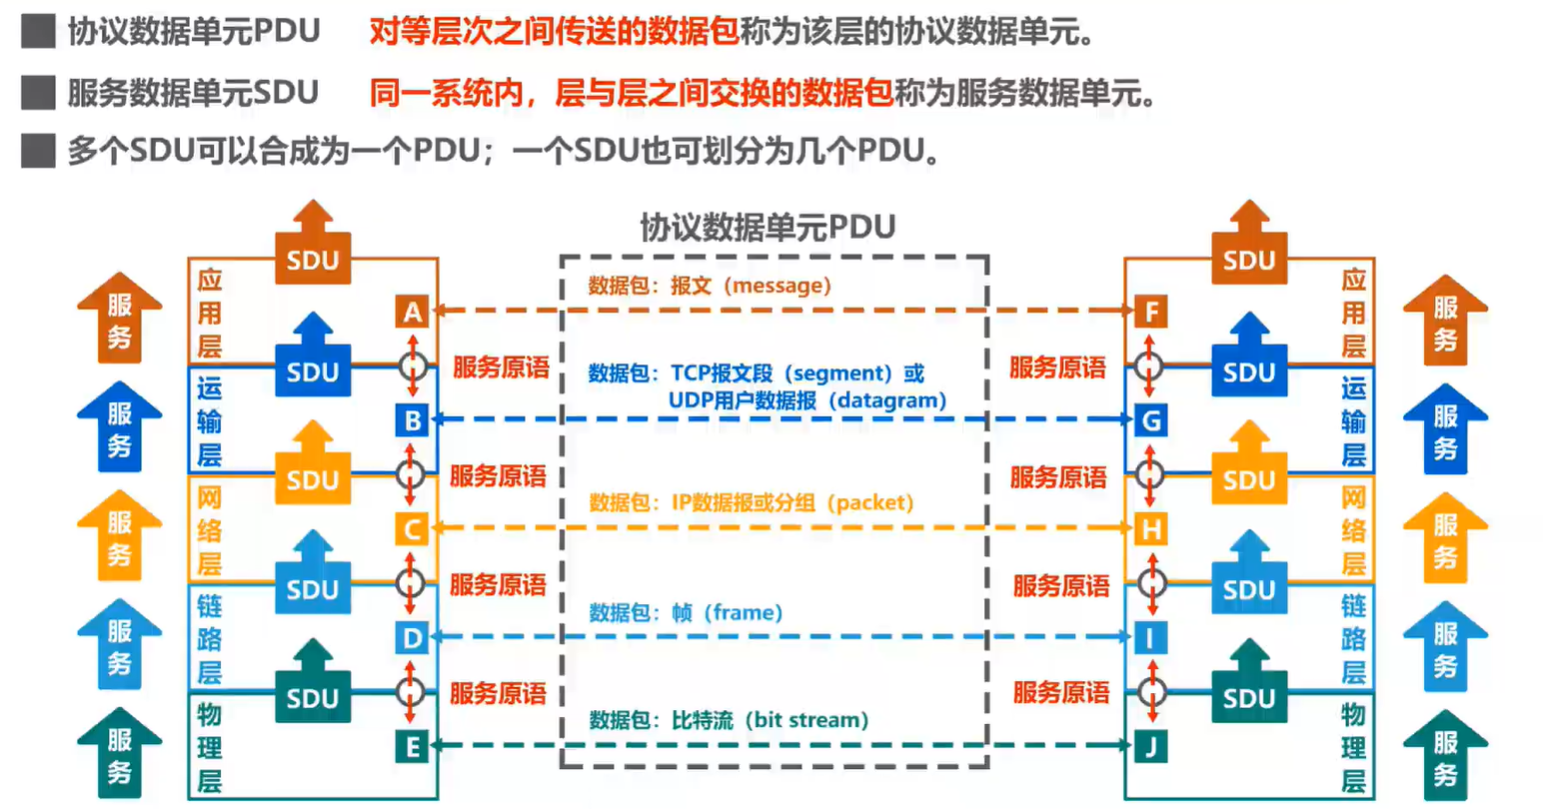 协议数据单元PDU 对等层次之间传送的数据包称为该层的协议数据单元。
服务数据单元SDU 同一系统内，层与层之间交换的数据包称为服务数据单元。
多个SDU可以合成为一个PDU；一个SDU也可划分为几个PDU。
协议数据单元PDU
服务
应用层
SDU
A
数据包：报文（message）
F
SDU
应用层
服务
服务原语
服务原语
服务
运输层
SDU
B
数据包：TCP报文段（segment）或
UDP用户数据报（datagram）
G
SDU
运输层
服务
服务原语
服务原语
服务
网络层
SDU
C
数据包：IP数据报或分组（packet）
H
SDU
网络层
服务
服务原语
服务原语
服务
链路层
SDU
D
数据包：帧（frame）
I
SDU
链路层
服务
服务原语
服务原语
服务
物理层
SDU
E
数据包：比特流（bit stream）
J
SDU
物理层
服务